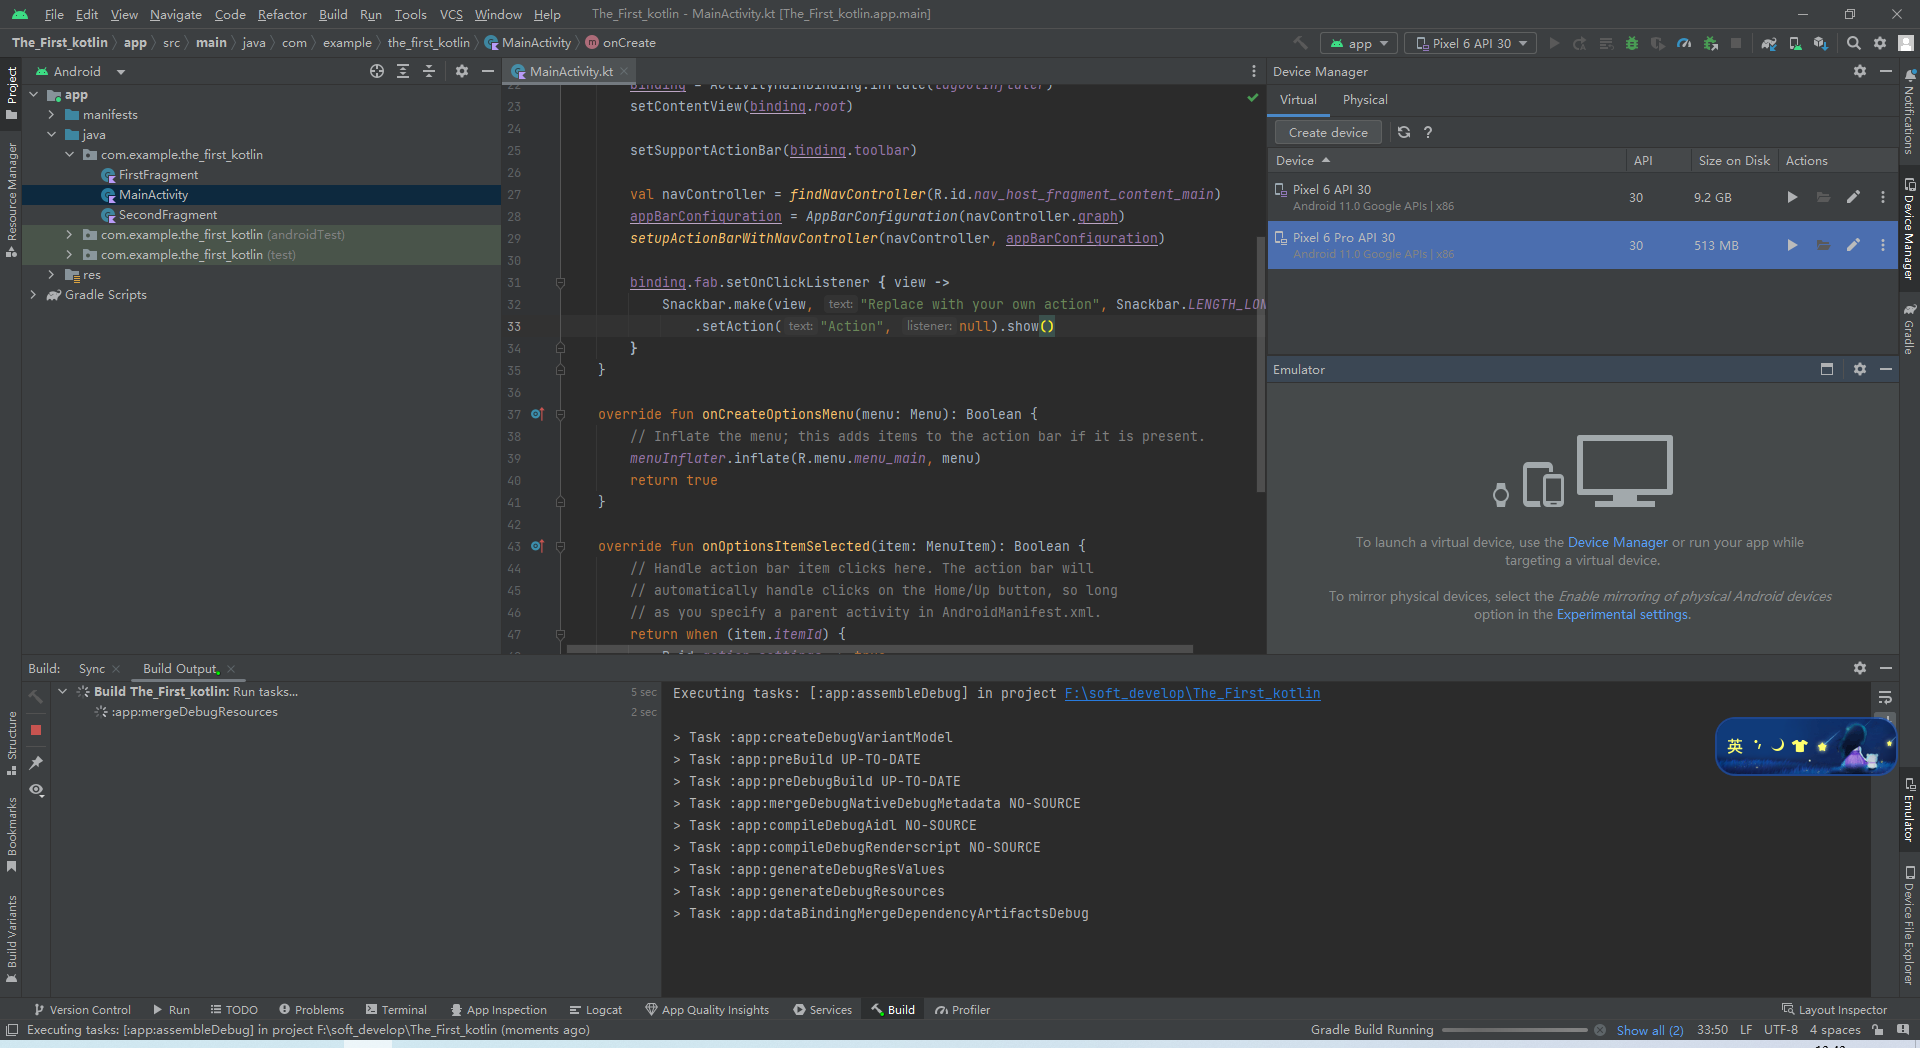 File Edit View Navigate Code Refactor Build Run Tools VCS Window Help The_First_kotlin - MainActivity.kt [The_First_kotlin.app.main]
The_First_kotlin app src main java com example the_first_kotlin MainActivity onCreate app Pixel 6 API 30
Project
Resource Manager
Structure
Bookmarks
Build Variants
Android
app
manifests
java
com.example.the_first_kotlin
FirstFragment
MainActivity
SecondFragment
com.example.the_first_kotlin (androidTest)
com.example.the_first_kotlin (test)
res
Gradle Scripts
MainActivity.kt
22 binding = ActivityMainBinding.inflate(layoutInflater)
23 setContentView(binding.root)
24
25 setSupportActionBar(binding.toolbar)
26
27 val navController = findNavController(R.id.nav_host_fragment_content_main)
28 appBarConfiguration = AppBarConfiguration(navController.graph)
29 setupActionBarWithNavController(navController, appBarConfiguration)
30
31 binding.fab.setOnClickListener { view ->
32 Snackbar.make(view, text: "Replace with your own action", Snackbar.LENGTH_LON
33 .setAction( text: "Action", listener: null).show()
34 }
35 }
36
37 override fun onCreateOptionsMenu(menu: Menu): Boolean {
38 // Inflate the menu; this adds items to the action bar if it is present.
39 menuInflater.inflate(R.menu.menu_main, menu)
40 return true
41 }
42
43 override fun onOptionsItemSelected(item: MenuItem): Boolean {
44 // Handle action bar item clicks here. The action bar will
45 // automatically handle clicks on the Home/Up button, so long
46 // as you specify a parent activity in AndroidManifest.xml.
47 return when (item.itemId) {
Device Manager
Virtual Physical
Create device ?
Device API Size on Disk Actions
Pixel 6 API 30
Android 11.0 Google APIs | x86
30 9.2 GB
Pixel 6 Pro API 30
Android 11.0 Google APIs | x86
30 513 MB
Emulator
To launch a virtual device, use the Device Manager or run your app while
targeting a virtual device.
To mirror physical devices, select the Enable mirroring of physical Android devices
option in the Experimental settings.
Notifications
Device Manager
Gradle
Emulator
Device File Explorer
Build: Sync Build Output
Build The_First_kotlin: Run tasks... 5 sec
:app:mergeDebugResources 2 sec
Executing tasks: [:app:assembleDebug] in project F:\soft_develop\The_First_kotlin
> Task :app:createDebugVariantModel
> Task :app:preBuild UP-TO-DATE
> Task :app:preDebugBuild UP-TO-DATE
> Task :app:mergeDebugNativeDebugMetadata NO-SOURCE
> Task :app:compileDebugAidl NO-SOURCE
> Task :app:compileDebugRenderscript NO-SOURCE
> Task :app:generateDebugResValues
> Task :app:generateDebugResources
> Task :app:dataBindingMergeDependencyArtifactsDebug
英
Version Control Run TODO Problems Terminal App Inspection Logcat App Quality Insights Services Build Profiler Layout Inspector
Executing tasks: [:app:assembleDebug] in project F:\soft_develop\The_First_kotlin (moments ago) Gradle Build Running Show all (2) 33:50 LF UTF-8 4 spaces